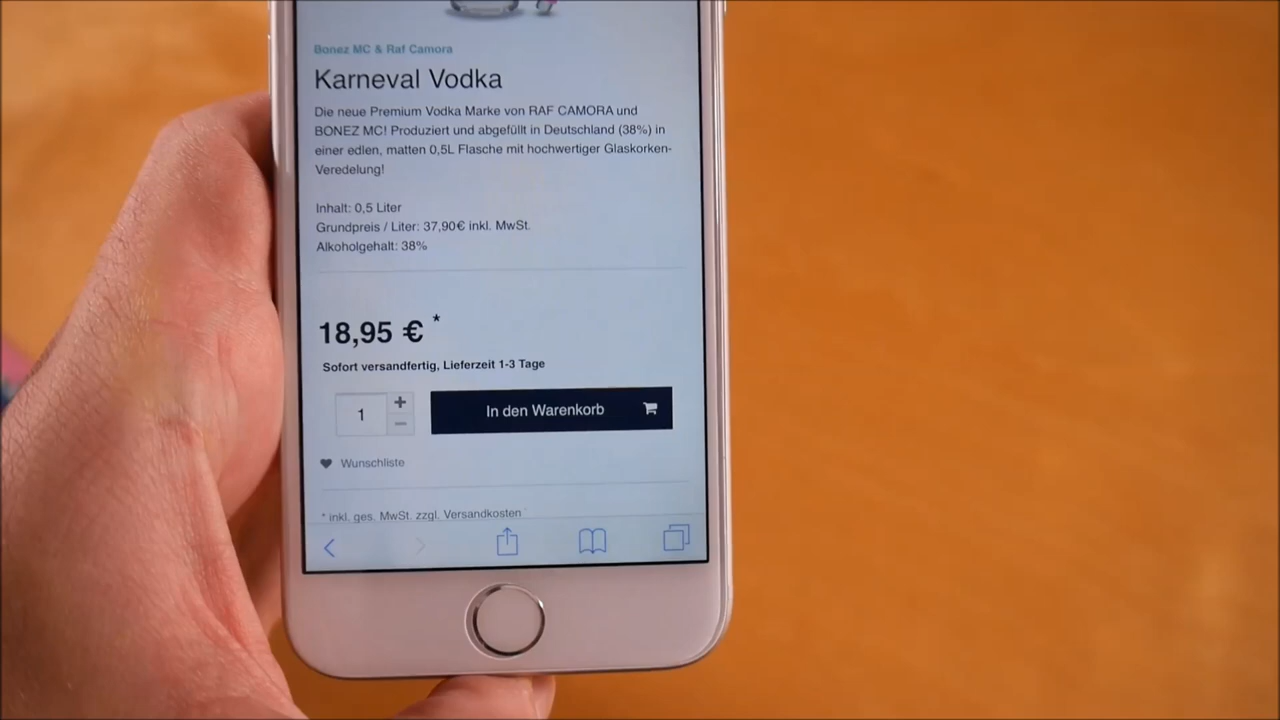 Bonez MC & Raf Camora
Karneval Vodka
Die neue Premium Vodka Marke von RAF CAMORA und
BONEZ MC! Produziert und abgefüllt in Deutschland (38%) in
einer edlen, matten 0,5L Flasche mit hochwertiger Glaskorken-
Veredelung!
Inhalt: 0,5 Liter
Grundpreis / Liter: 37,90€ inkl. MwSt.
Alkoholgehalt: 38%
18,95 € *
Sofort versandfertig, Lieferzeit 1-3 Tage
1 + −
In den Warenkorb
Wunschliste
* inkl. ges. MwSt. zzgl. Versandkosten